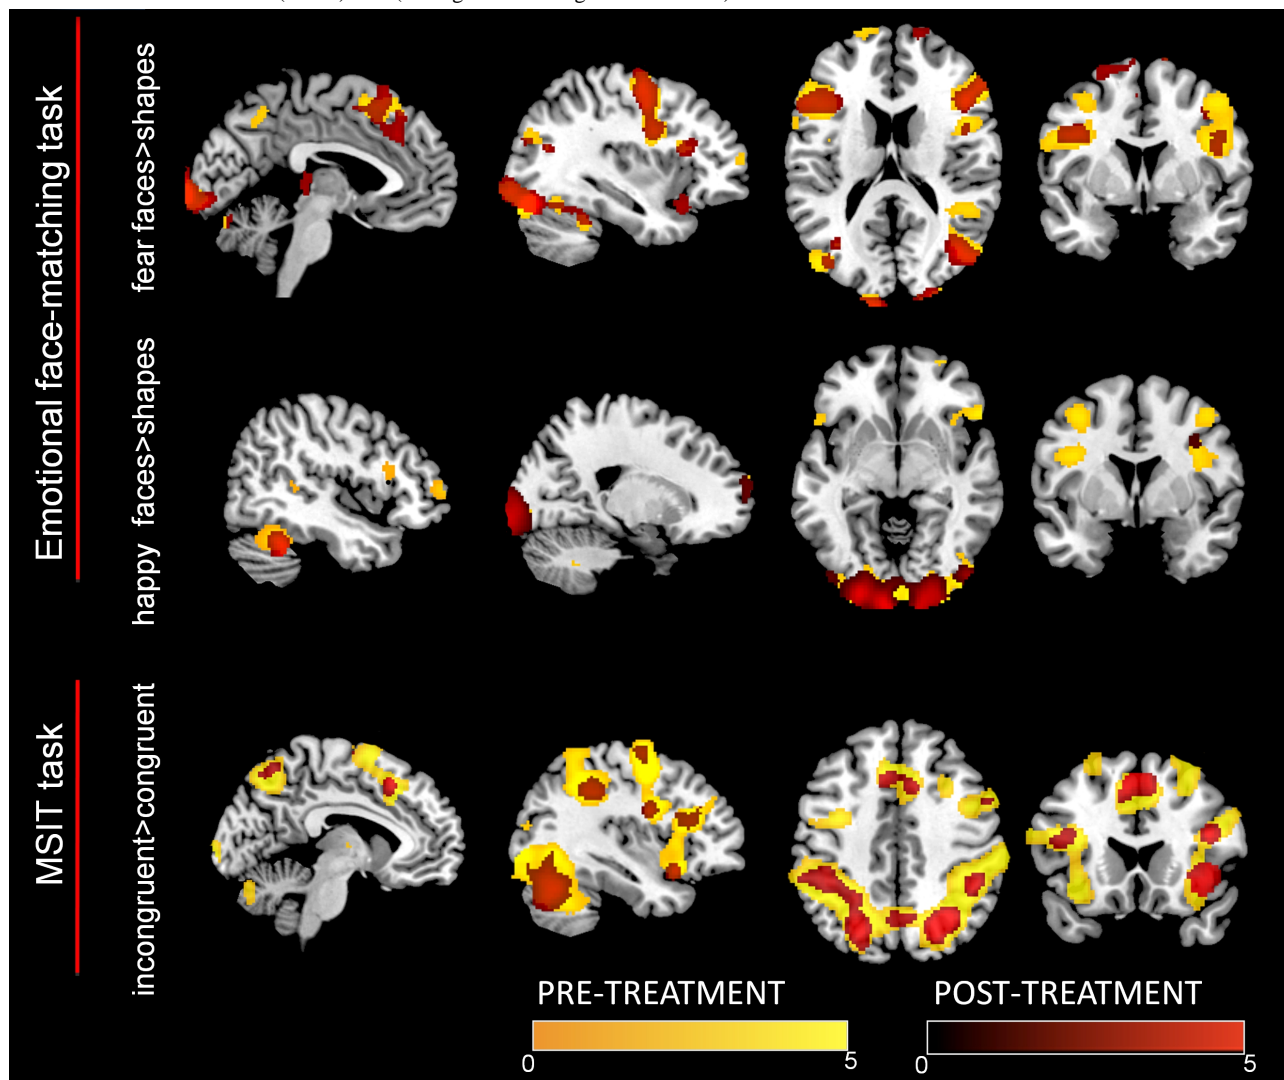 Emotional face-matching task
fear faces>shapes
happy faces>shapes
MSIT task
incongruent>congruent
PRE-TREATMENT
0 5
POST-TREATMENT
0 5